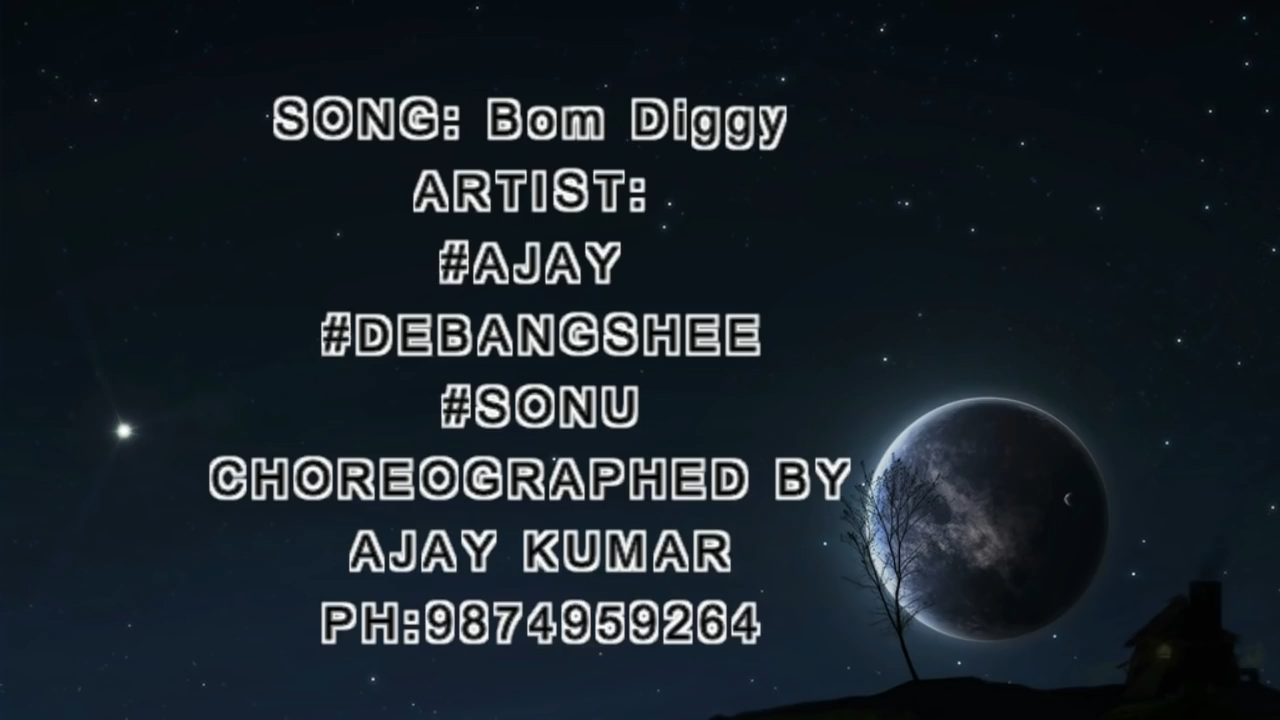 SONG: Bom Diggy
ARTIST:
#AJAY
#DEBANGSHEE
#SONU
CHOREOGRAPHED BY
AJAY KUMAR
PH:9874959264